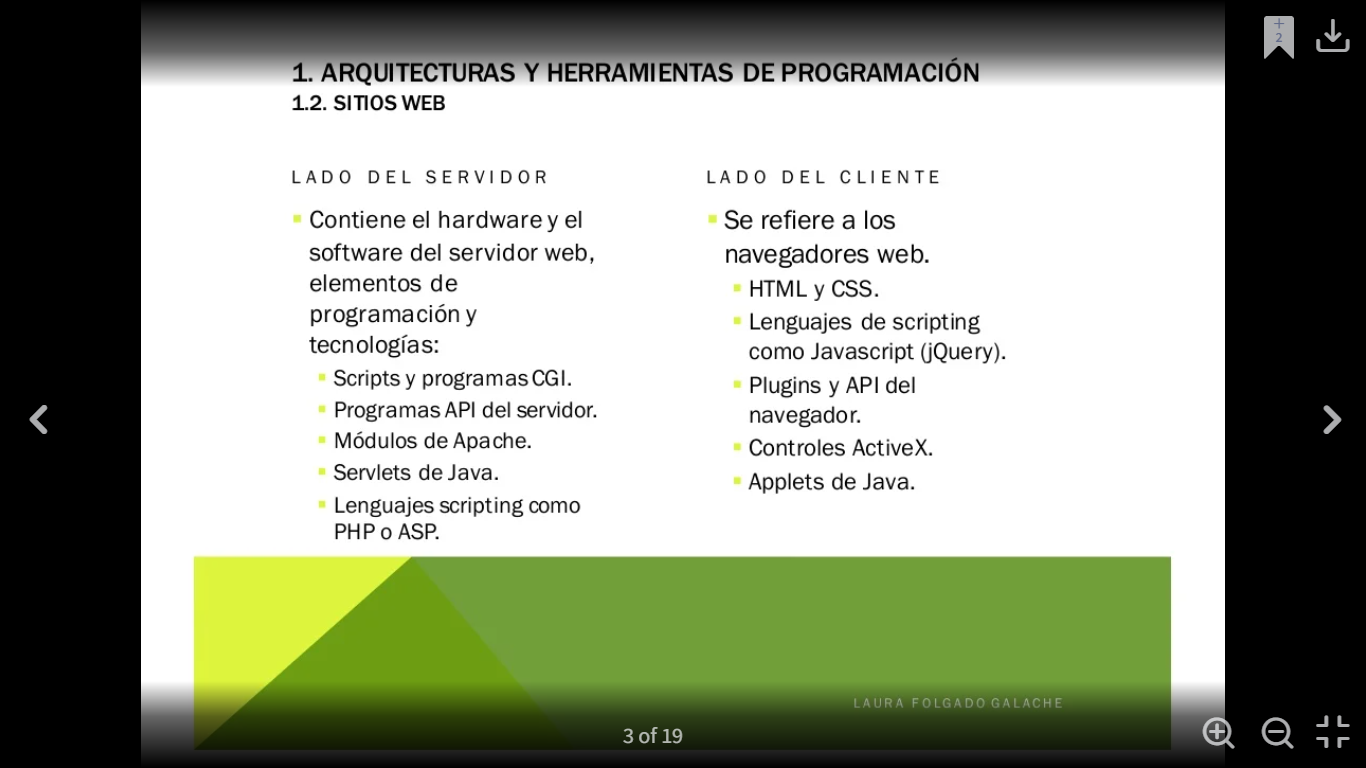 +
2
1. ARQUITECTURAS Y HERRAMIENTAS DE PROGRAMACIÓN
1.2. SITIOS WEB
LADO DEL SERVIDOR
Contiene el hardware y el
software del servidor web,
elementos de
programación y
tecnologías:
Scripts y programas CGI.
Programas API del servidor.
Módulos de Apache.
Servlets de Java.
Lenguajes scripting como
PHP o ASP.
LADO DEL CLIENTE
Se refiere a los
navegadores web.
HTML y CSS.
Lenguajes de scripting
como Javascript (jQuery).
Plugins y API del
navegador.
Controles ActiveX.
Applets de Java.
LAURA FOLGADO GALACHE
3 of 19